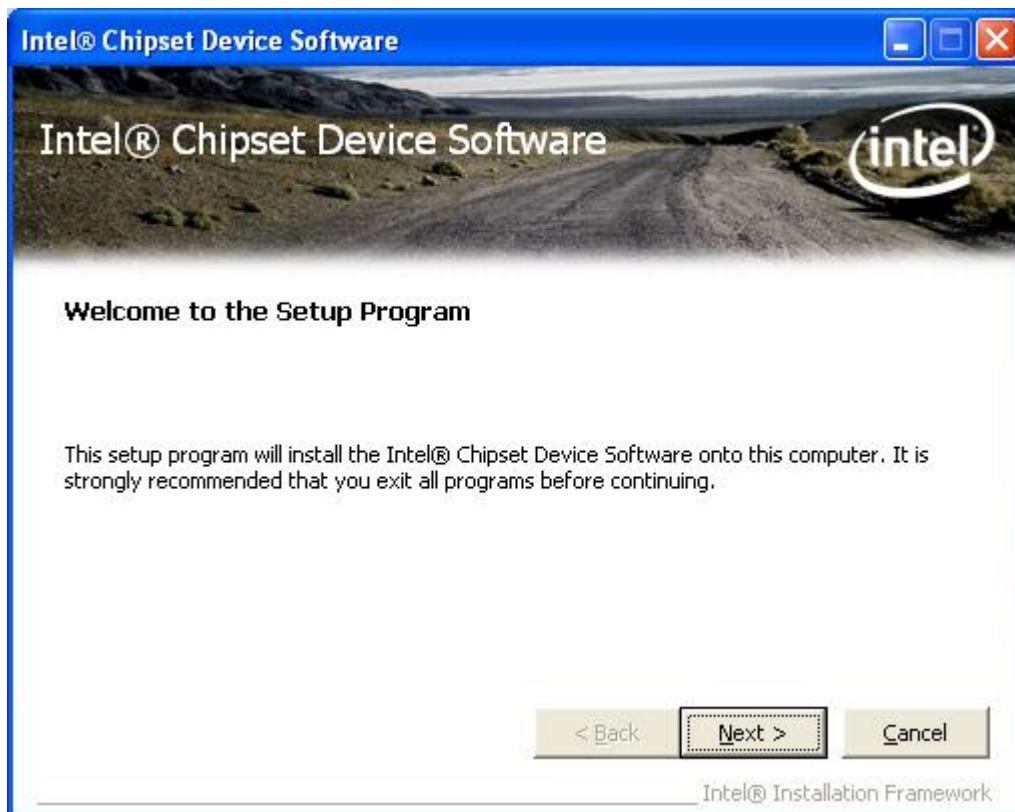 Intel® Chipset Device Software
Intel® Chipset Device Software
intel
Welcome to the Setup Program
This setup program will install the Intel® Chipset Device Software onto this computer. It is
strongly recommended that you exit all programs before continuing.
< Back Next > Cancel
Intel® Installation Framework